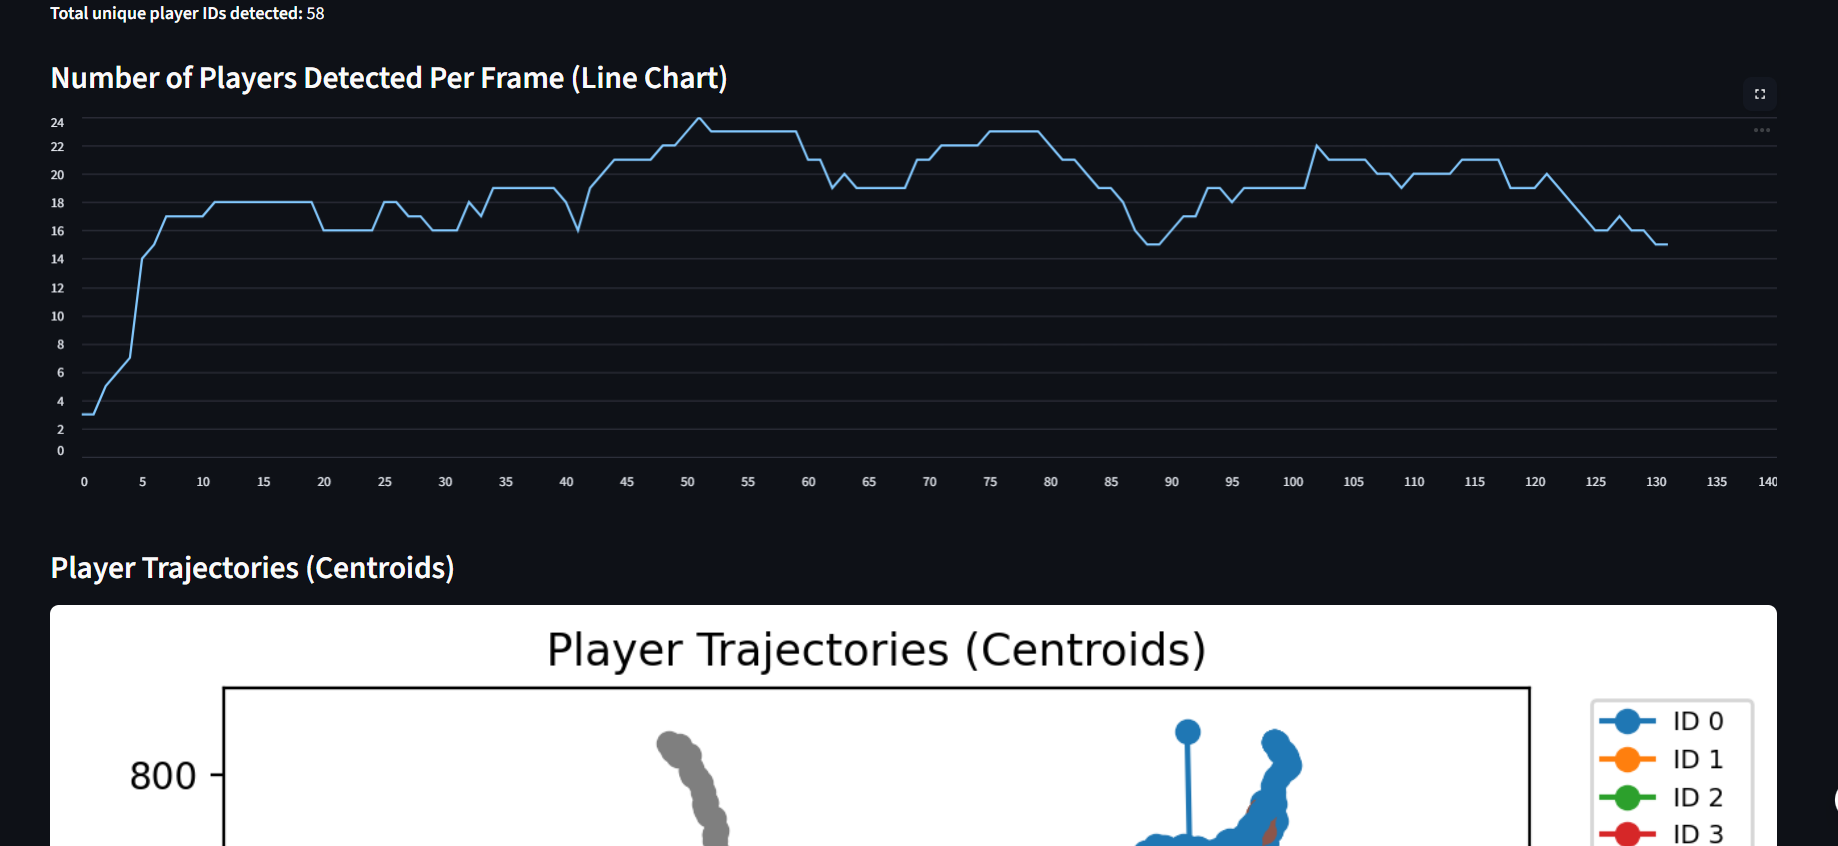 Total unique player IDs detected: 58
Number of Players Detected Per Frame (Line Chart)
24
22
20
18
16
14
12
10
8
6
4
2
0
0 5 10 15 20 25 30 35 40 45 50 55 60 65 70 75 80 85 90 95 100 105 110 115 120 125 130 135 140
Player Trajectories (Centroids)
Player Trajectories (Centroids)
800
ID 0
ID 1
ID 2
ID 3